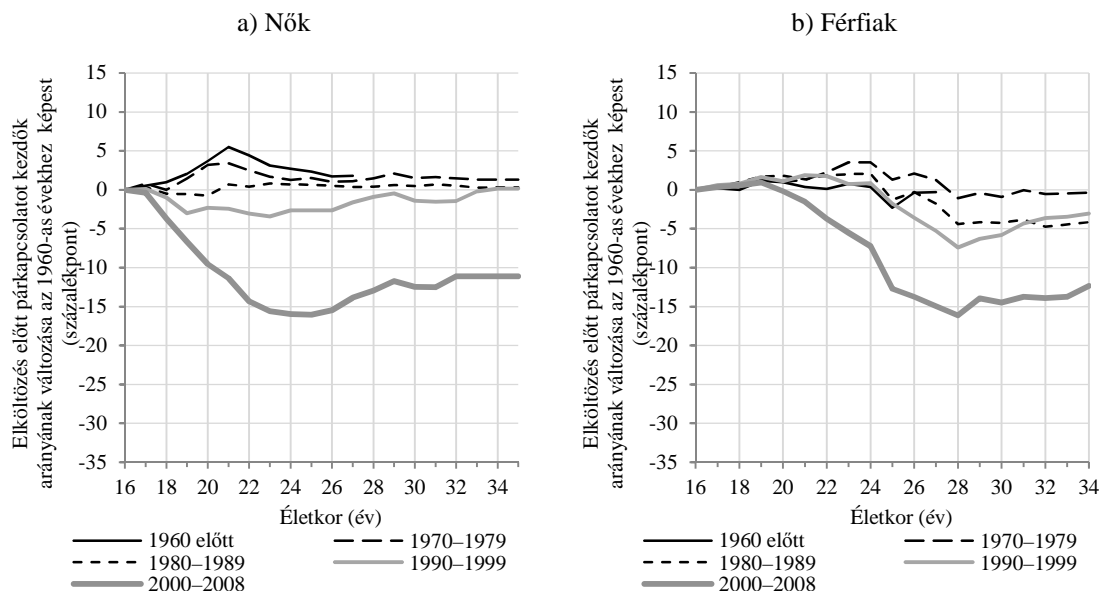 a) Nők
Elköltözés előtt párkapcsolatot kezdők
arányának változása az 1960-as évekhez képest
(százalékpont)
15
10
5
0
-5
-10
-15
-20
-25
-30
-35
16 18 20 22 24 26 28 30 32 34
Életkor (év)
1960 előtt 1970–1979
1980–1989 1990–1999
2000–2008
b) Férfiak
Elköltözés előtt párkapcsolatot kezdők
arányának változása az 1960-as évekhez képest
(százalékpont)
15
10
5
0
-5
-10
-15
-20
-25
-30
-35
16 18 20 22 24 26 28 30 32 34
Életkor (év)
1960 előtt 1970–1979
1980–1989 1990–1999
2000–2008